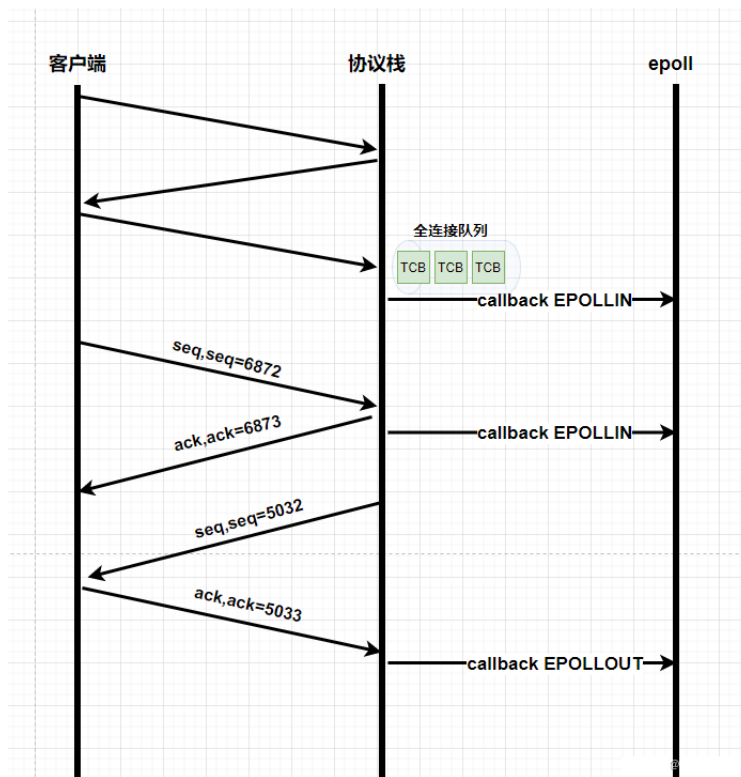 客户端
协议栈
epoll
全连接队列
TCB
TCB
TCB
callback EPOLLIN
seq,seq=6872
ack,ack=6873
callback EPOLLIN
seq,seq=5032
ack,ack=5033
callback EPOLLOUT
@